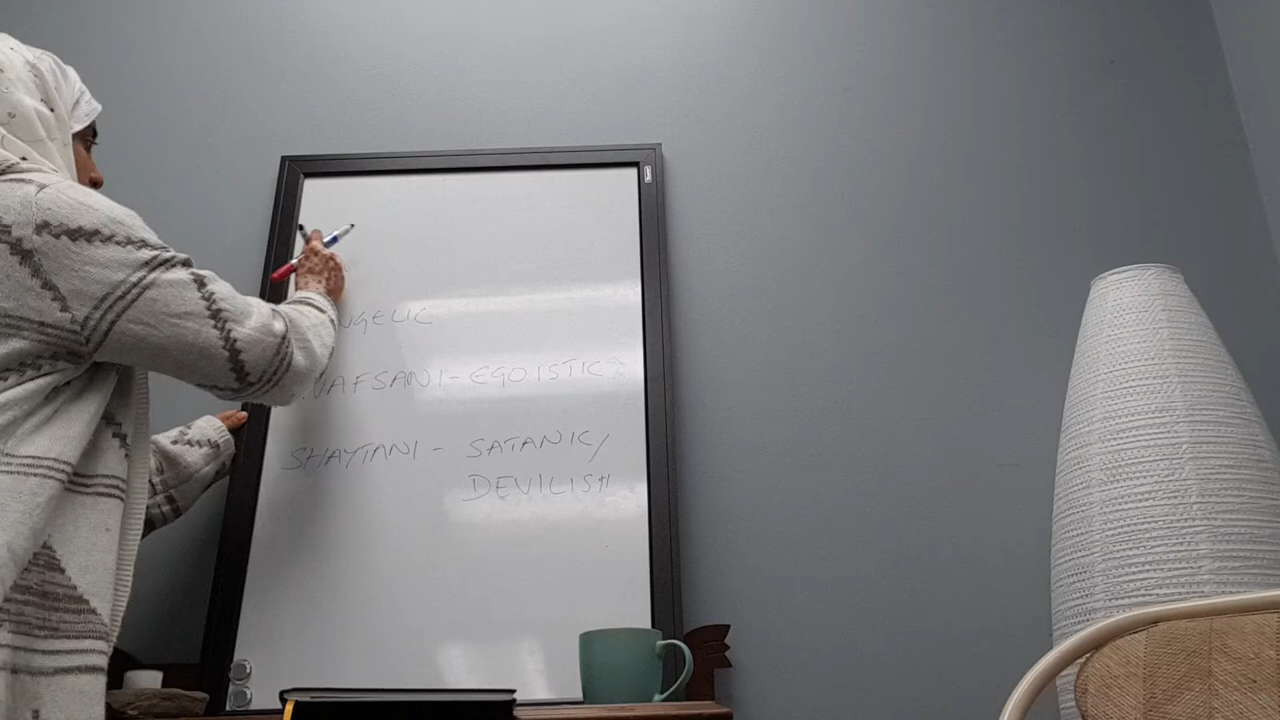 NGELIC
NAFSANI - EGOISTIC
SHAYTANI - SATANIC/
DEVILISH